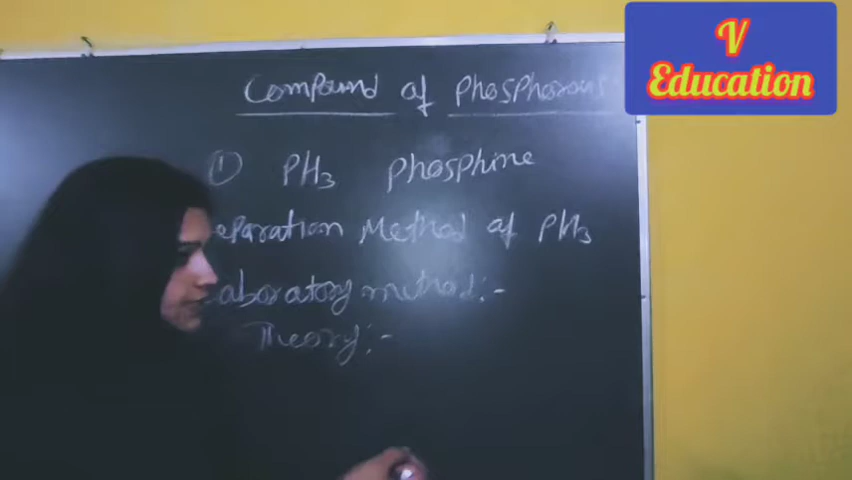 V
Education
Compound of Phosphorous
① PH₃ Phosphine
eparation Method of PH₃
aboratory method:-
Theory:-